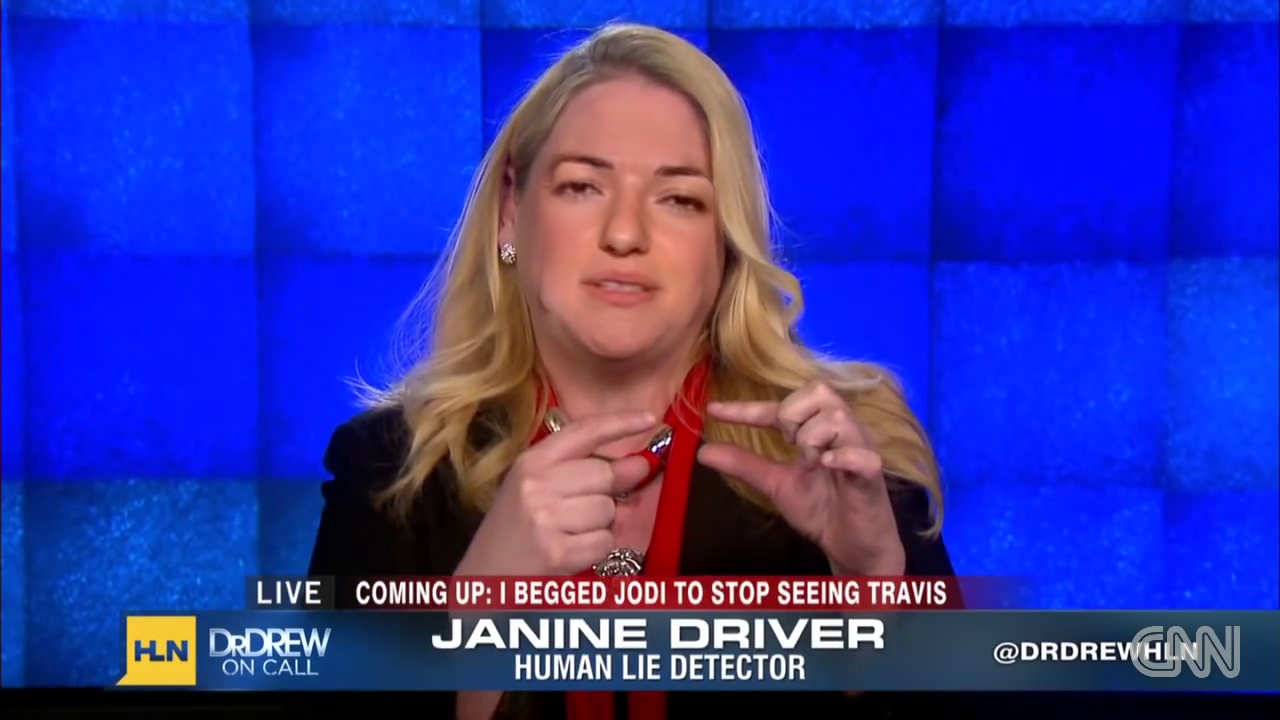 LIVE COMING UP: I BEGGED JODI TO STOP SEEING TRAVIS
HLN DRDREW ON CALL
JANINE DRIVER
HUMAN LIE DETECTOR
@DRDREWHLN
CNN